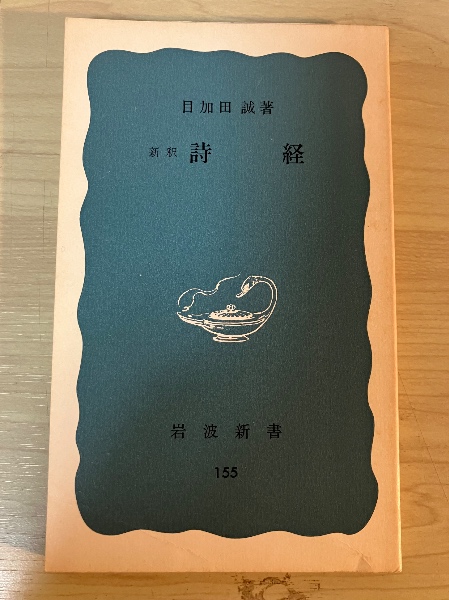 目加田 誠著
新釈 詩 経
岩波新書
155